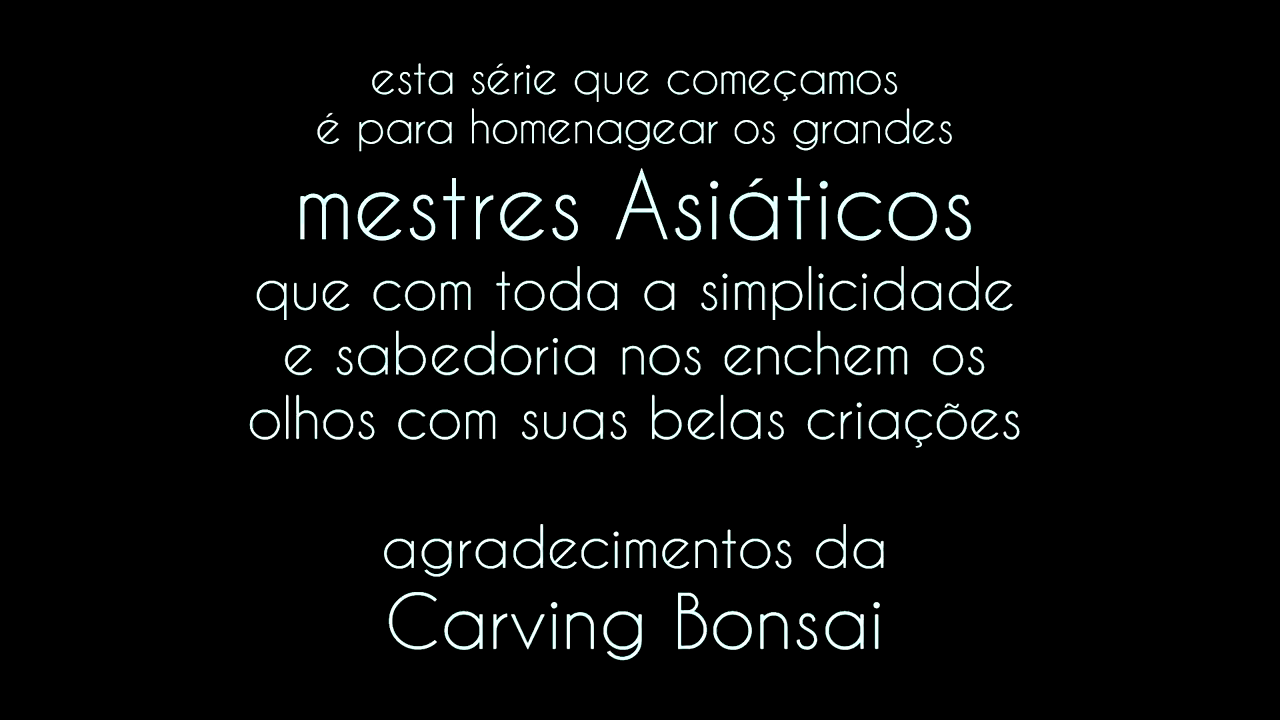 esta série que começamos
é para homenagear os grandes
mestres Asiáticos
que com toda a simplicidade
e sabedoria nos enchem os
olhos com suas belas criações
agradecimentos da
Carving Bonsai